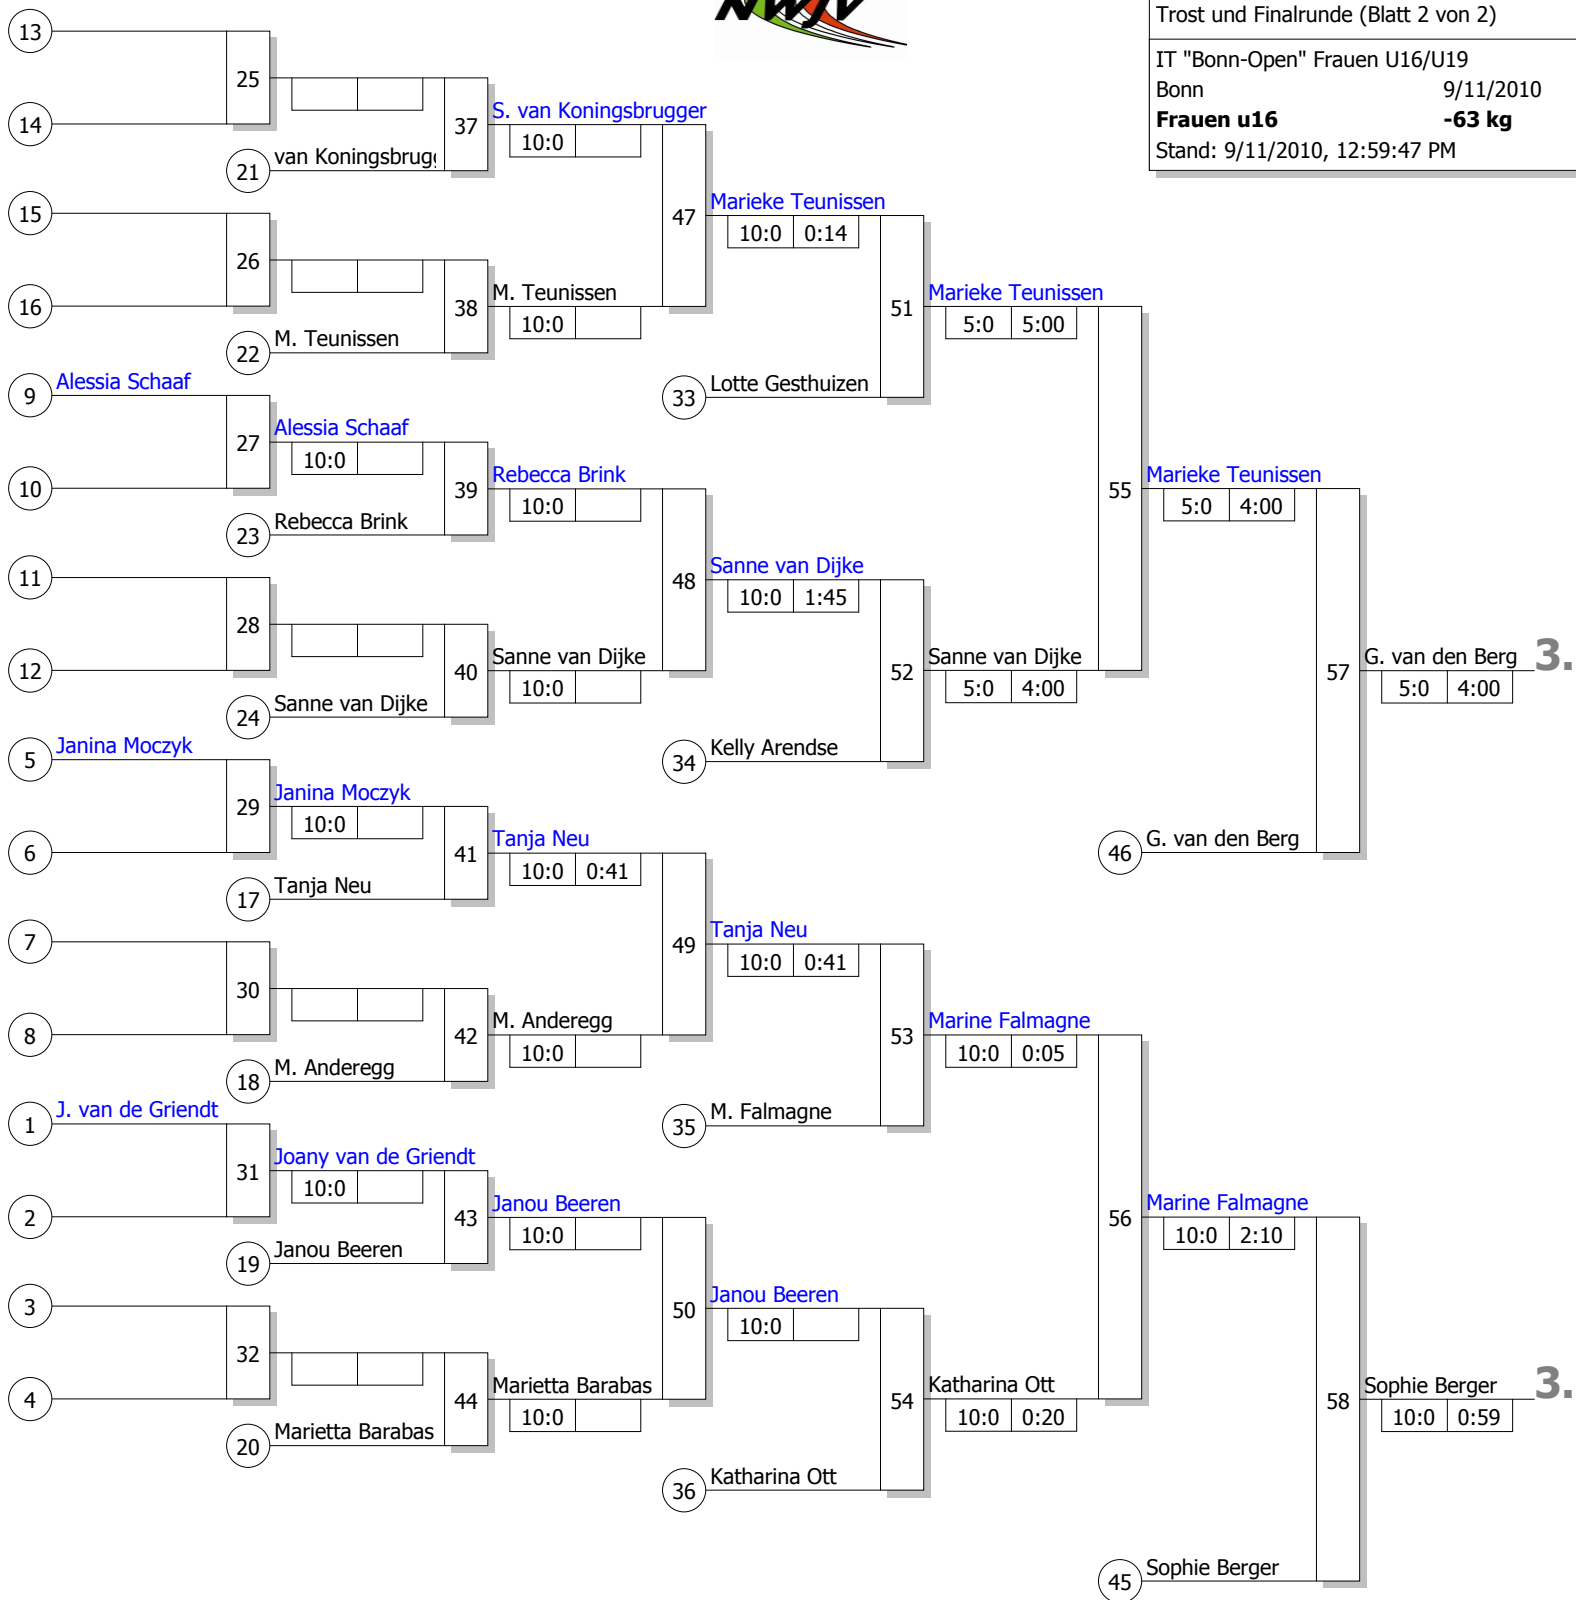 NWJV
Trost und Finalrunde (Blatt 2 von 2)
IT "Bonn-Open" Frauen U16/U19
Bonn 9/11/2010
Frauen u16 -63 kg
Stand: 9/11/2010, 12:59:47 PM
13
25
14
37
S. van Koningsbrugger
10:0
21
van Koningsbrugg
15
47
Marieke Teunissen
10:0 0:14
26
16
38
M. Teunissen
10:0
22
M. Teunissen
51
Marieke Teunissen
5:0 5:00
33
Lotte Gesthuizen
9
Alessia Schaaf
27
Alessia Schaaf
10:0
10
39
Rebecca Brink
10:0
23
Rebecca Brink
55
Marieke Teunissen
5:0 4:00
11
48
Sanne van Dijke
10:0 1:45
28
12
40
Sanne van Dijke
10:0
24
Sanne van Dijke
52
Sanne van Dijke
5:0 4:00
34
Kelly Arendse
57
G. van den Berg
3.
5:0 4:00
5
Janina Moczyk
29
Janina Moczyk
10:0
6
41
Tanja Neu
10:0 0:41
17
Tanja Neu
46
G. van den Berg
7
49
Tanja Neu
10:0 0:41
30
8
42
M. Anderegg
10:0
18
M. Anderegg
53
Marine Falmagne
10:0 0:05
35
M. Falmagne
1
J. van de Griendt
31
Joany van de Griendt
10:0
2
43
Janou Beeren
10:0
19
Janou Beeren
56
Marine Falmagne
10:0 2:10
3
50
Janou Beeren
10:0
32
4
44
Marietta Barabas
10:0
20
Marietta Barabas
54
Katharina Ott
10:0 0:20
36
Katharina Ott
58
Sophie Berger
3.
10:0 0:59
45
Sophie Berger